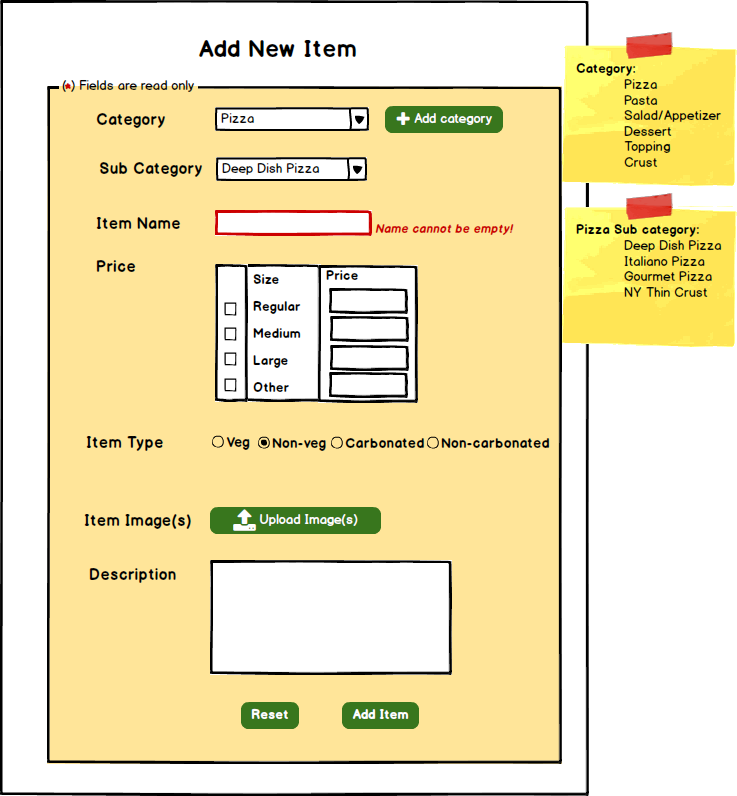 Add New Item
(*) Fields are read only
Category Pizza Add category
Sub Category Deep Dish Pizza
Item Name Name cannot be empty!
Price
Size Price
Regular
Medium
Large
Other
Item Type Veg Non-veg Carbonated Non-carbonated
Item Image(s) Upload Image(s)
Description
Reset Add Item
Category:
Pizza
Pasta
Salad/Appetizer
Dessert
Topping
Crust
Pizza Sub category:
Deep Dish Pizza
Italiano Pizza
Gourmet Pizza
NY Thin Crust